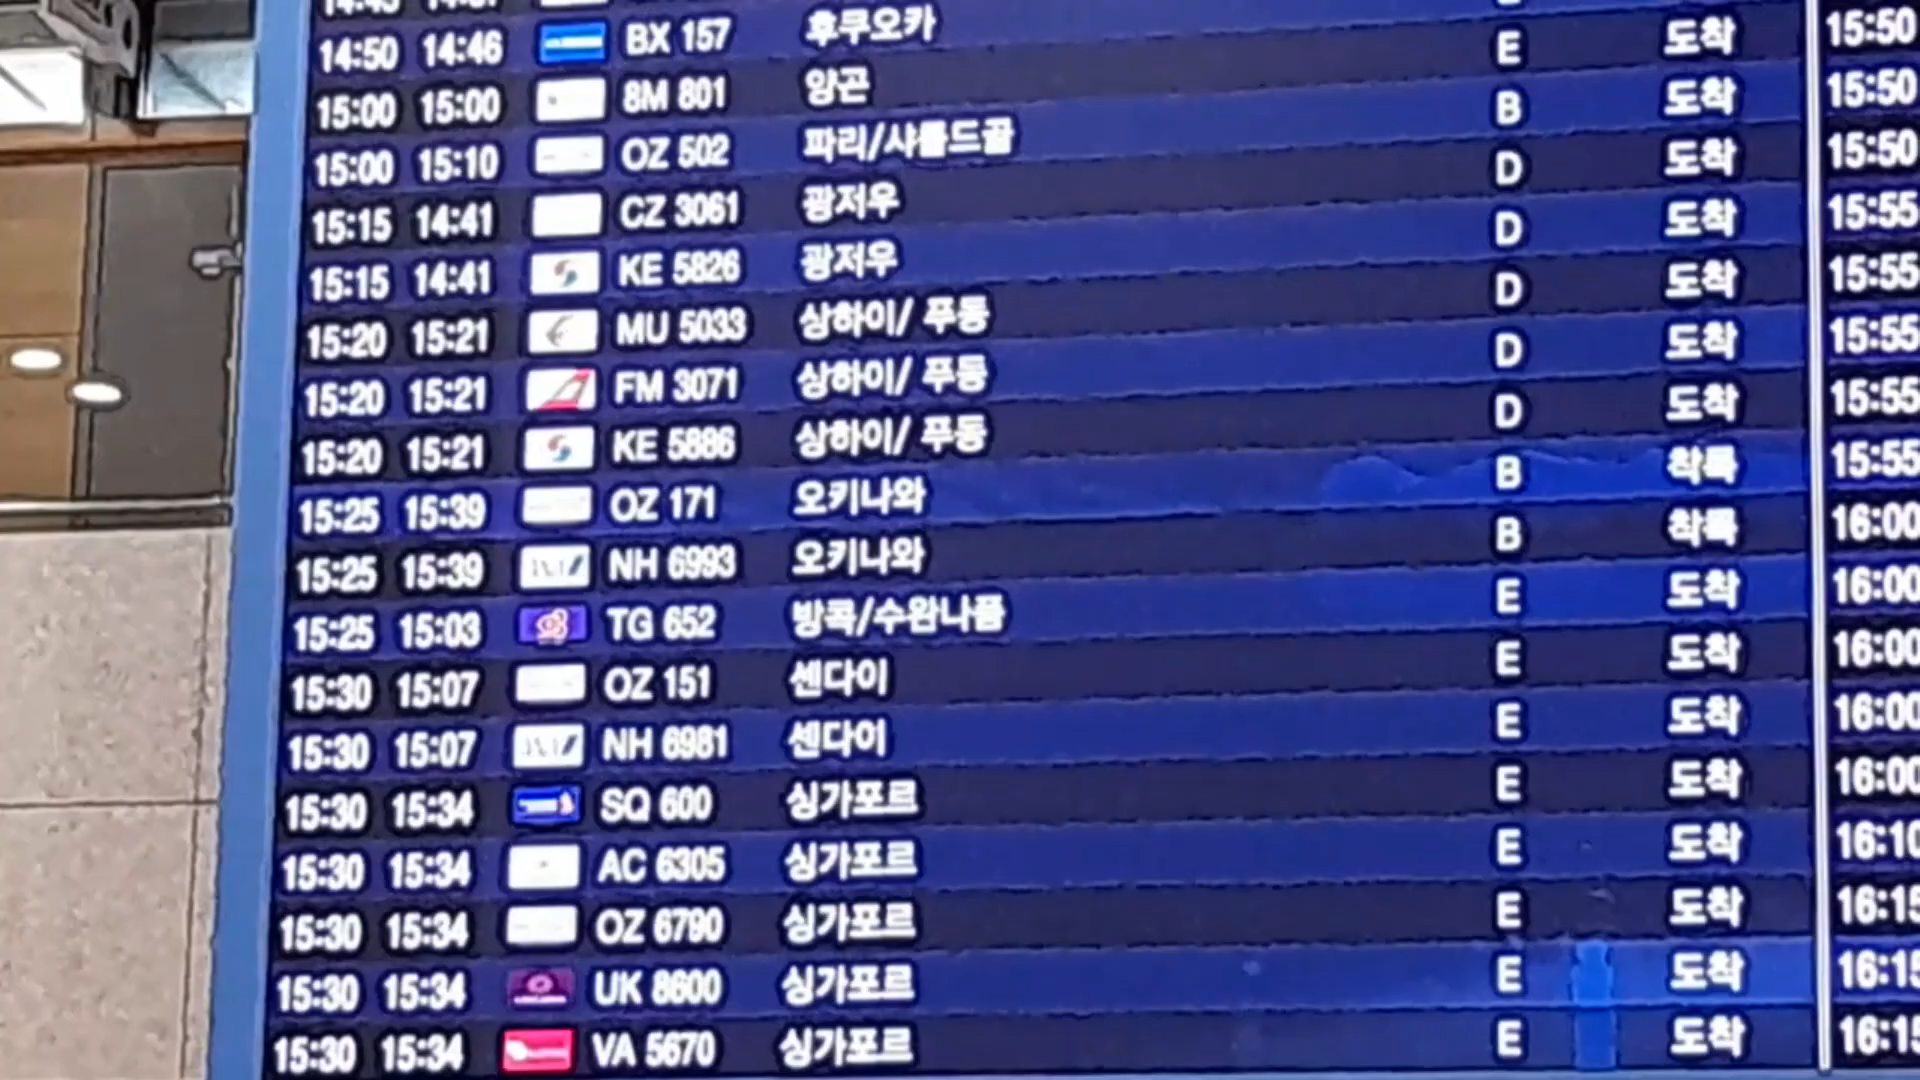 14:50 14:46 BX 157 후쿠오카
15:00 15:00 8M 801 양곤 E 도착 15:50
15:00 15:10 OZ 502 파리/샤를드골 B 도착 15:50
15:15 14:41 CZ 3061 광저우 D 도착 15:50
15:15 14:41 KE 5826 광저우 D 도착 15:55
15:20 15:21 MU 5033 상하이/ 푸동 D 도착 15:55
15:20 15:21 FM 3071 상하이/ 푸동 D 도착 15:55
15:20 15:21 KE 5886 상하이/ 푸동 D 도착 15:55
15:25 15:39 OZ 171 오키나와 B 착륙 15:55
15:25 15:39 NH 6993 오키나와 B 착륙 16:00
15:25 15:03 TG 652 방콕/수완나품 E 도착 16:00
15:30 15:07 OZ 151 센다이 E 도착 16:00
15:30 15:07 NH 6981 센다이 E 도착 16:00
15:30 15:34 SQ 600 싱가포르 E 도착 16:00
15:30 15:34 AC 6305 싱가포르 E 도착 16:10
15:30 15:34 OZ 6790 싱가포르 E 도착 16:15
15:30 15:34 UK 8600 싱가포르 E 도착 16:15
15:30 15:34 VA 5670 싱가포르 E 도착 16:15